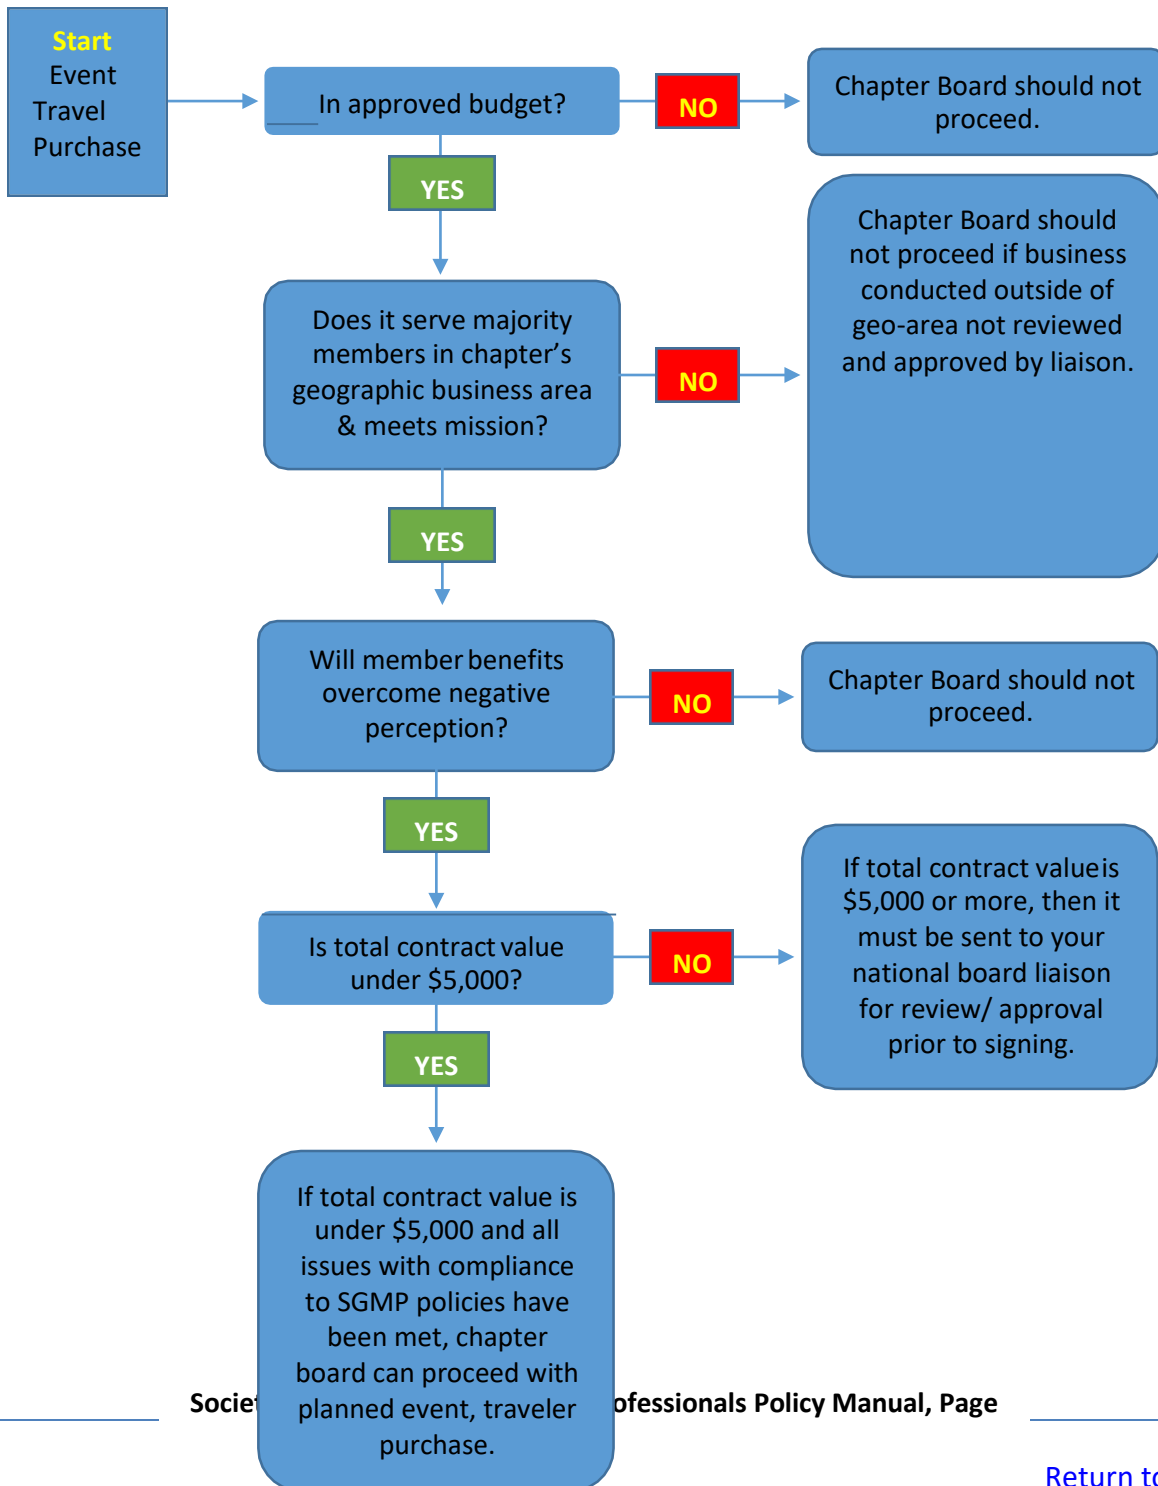 Start
Event
Travel
Purchase
In approved budget?
NO
Chapter Board should not
proceed.
YES
Does it serve majority
members in chapter’s
geographic business area
& meets mission?
NO
Chapter Board should
not proceed if business
conducted outside of
geo-area not reviewed
and approved by liaison.
YES
Will member benefits
overcome negative
perception?
NO
Chapter Board should not
proceed.
YES
Is total contract value
under $5,000?
NO
If total contract value is
$5,000 or more, then it
must be sent to your
national board liaison
for review/ approval
prior to signing.
YES
If total contract value is
under $5,000 and all
issues with compliance
to SGMP policies have
been met, chapter
board can proceed with
planned event, traveler
purchase.
Policy Manual, Page
Return to